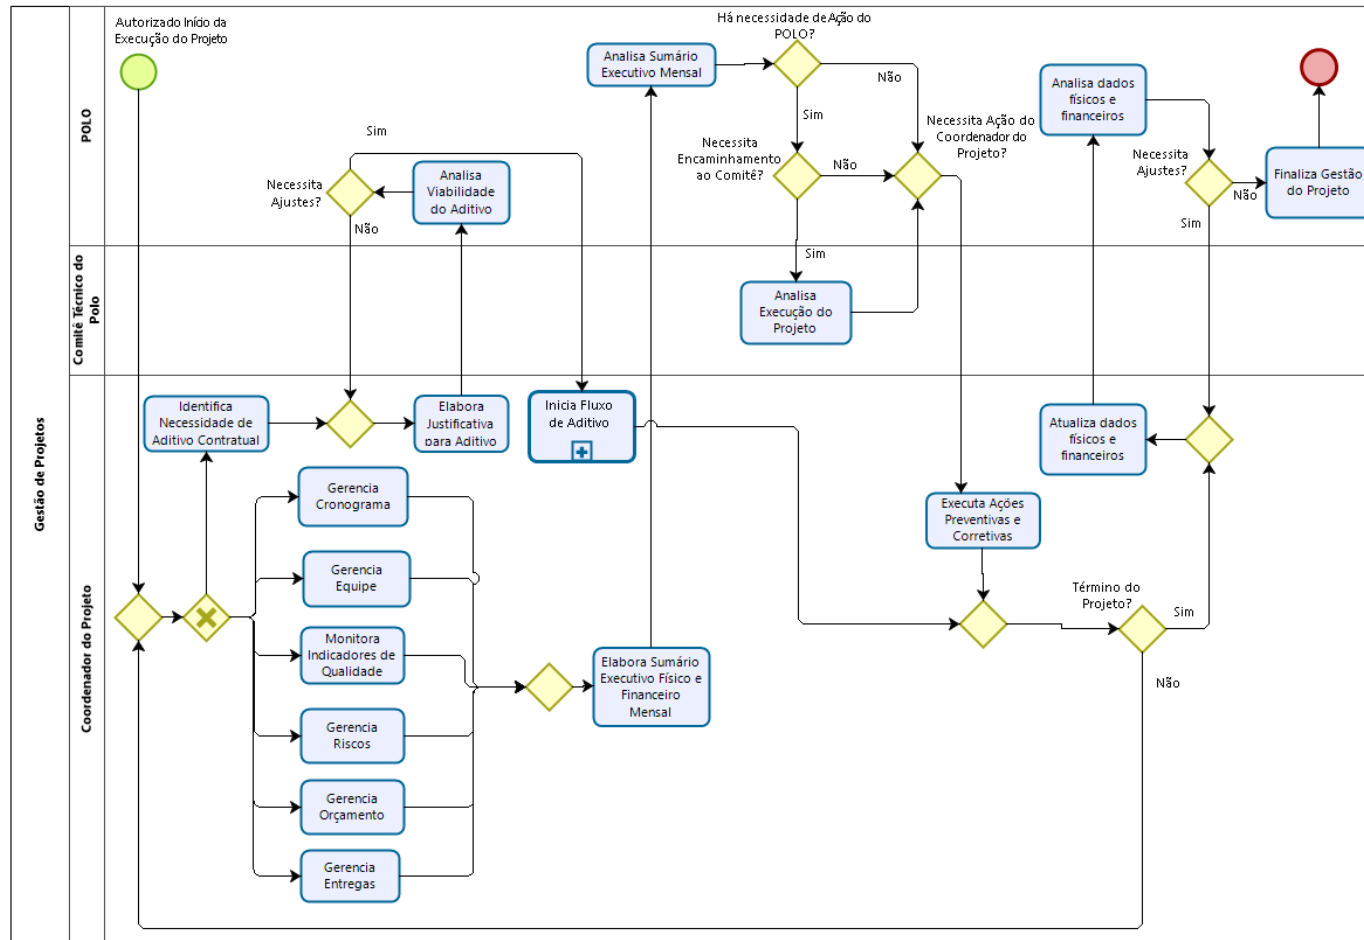 Gestão de Projetos
POLO
Autorizado Início da
Execução do Projeto
Sim
Necessita
Ajustes?
Não
Analisa
Viabilidade
do Aditivo
Analisa Sumário
Executivo Mensal
Há necessidade de Ação do
POLO?
Não
Sim
Necessita
Encaminhamento
ao Comitê?
Não
Sim
Necessita Ação do
Coordenador do
Projeto?
Analisa dados
físicos e
financeiros
Necessita
Ajustes?
Não
Sim
Finaliza Gestão
do Projeto
Comitê Técnico do
Polo
Analisa
Execução do
Projeto
Coordenador do Projeto
Identifica
Necessidade de
Aditivo Contratual
Elabora
Justificativa
para Aditivo
Inicia Fluxo
de Aditivo
Atualiza dados
físicos e
financeiros
Gerencia
Cronograma
Gerencia
Equipe
Monitora
Indicadores de
Qualidade
Gerencia
Riscos
Gerencia
Orçamento
Gerencia
Entregas
Elabora Sumário
Executivo Físico e
Financeiro
Mensal
Executa Ações
Preventivas e
Corretivas
Término do
Projeto?
Sim
Não